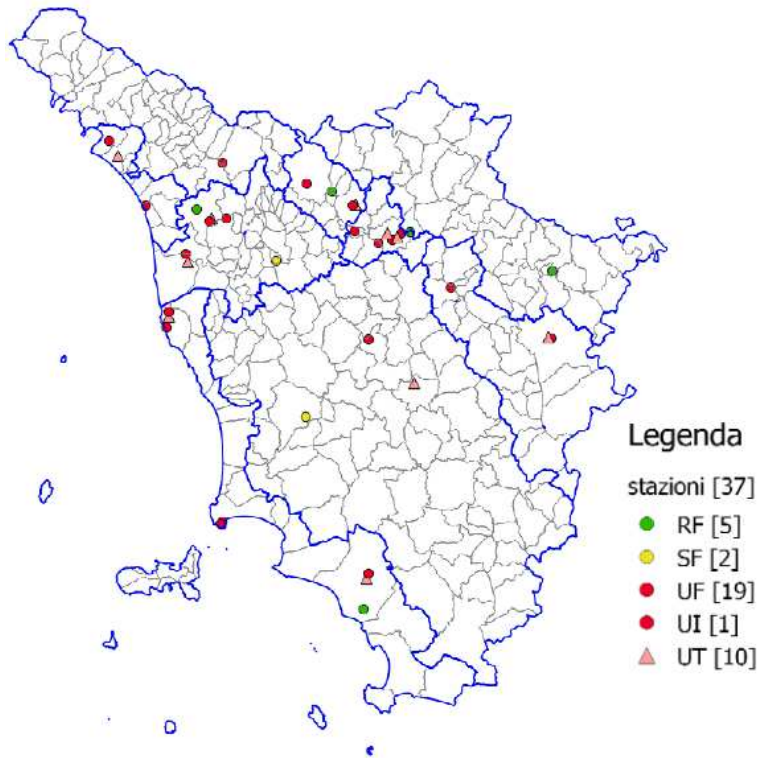 Legenda
stazioni [37]
RF [5]
SF [2]
UF [19]
UI [1]
UT [10]